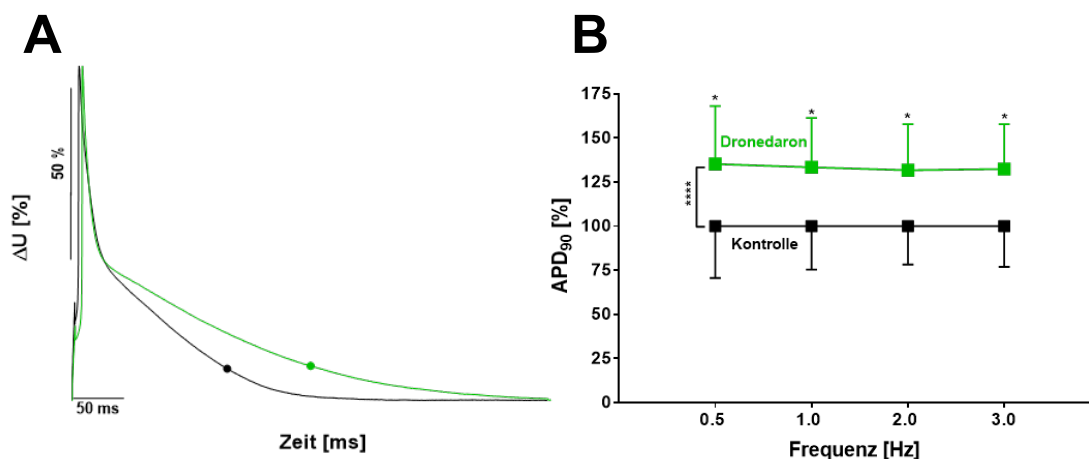 A
50 %
ΔU [%]
50 ms
Zeit [ms]
B
175
150
125
100
75
50
25
0
APD90 [%]
* * * *
Dronedaron
****
Kontrolle
0.5 1.0 2.0 3.0
Frequenz [Hz]